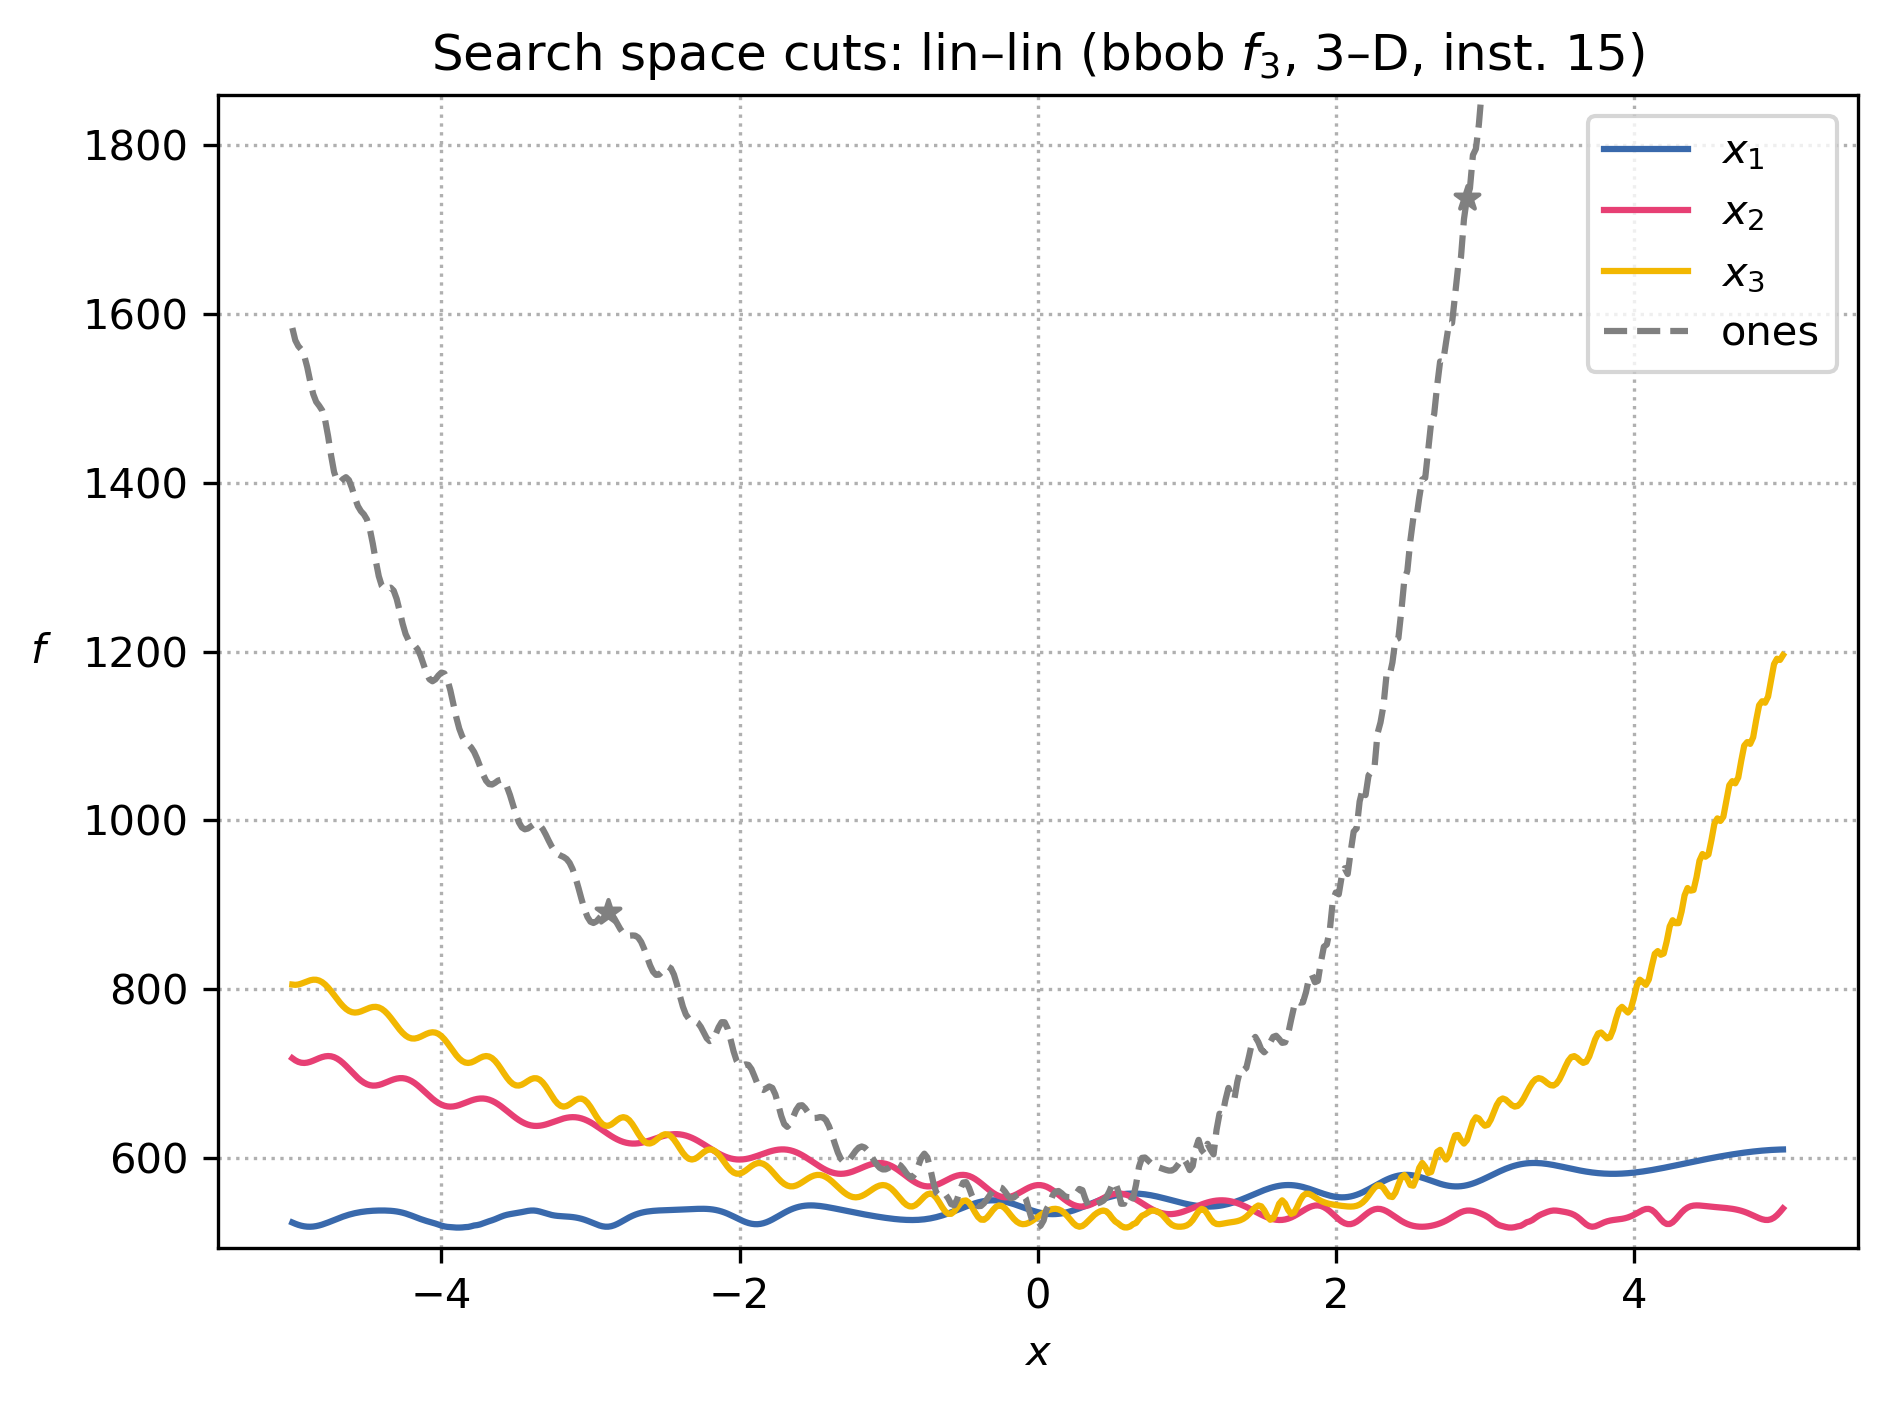 Search space cuts: lin–lin (bbob f₃, 3–D, inst. 15)
1800
1600
1400
1200
1000
800
600
f
x₁
x₂
x₃
ones
−4
−2
0
2
4
x